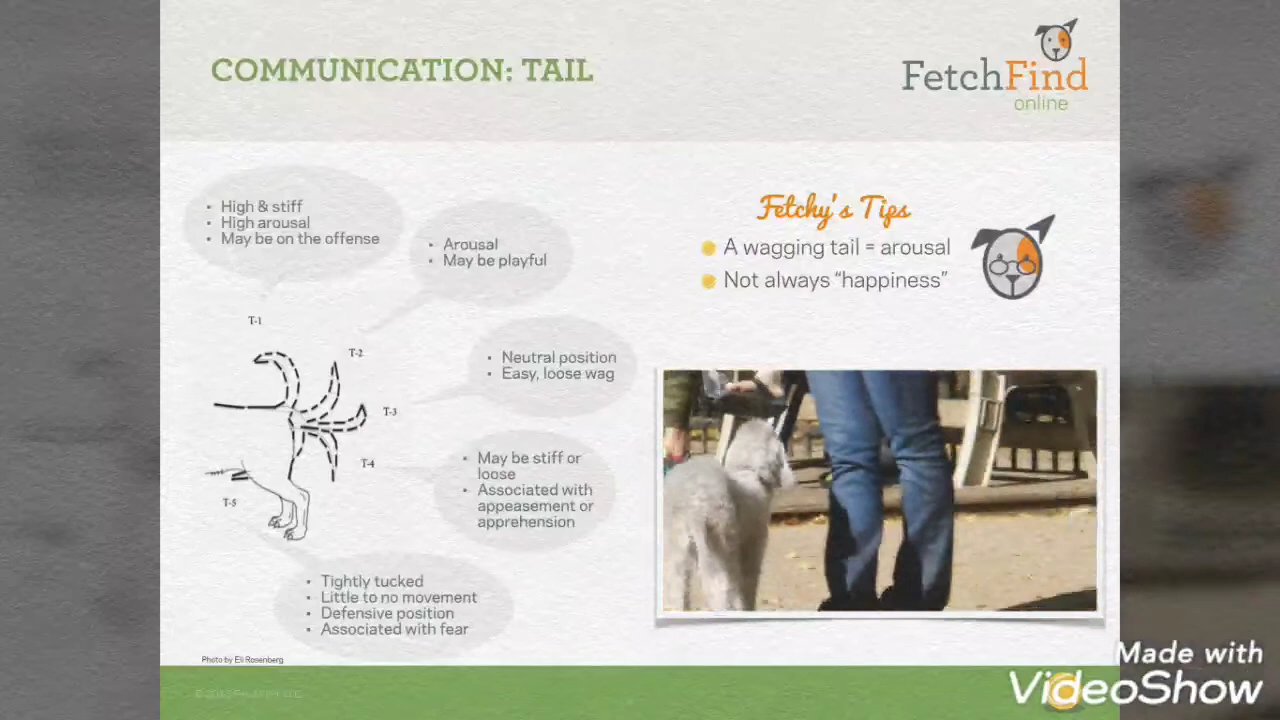 COMMUNICATION: TAIL
FetchFind
online
• High & stiff
• High arousal
• May be on the offense
• Arousal
• May be playful
Fetchy's Tips
A wagging tail = arousal
Not always “happiness”
T-1
T-2
• Neutral position
• Easy, loose wag
T-3
• May be stiff or
loose
• Associated with
appeasement or
apprehension
T-4
T-5
• Tightly tucked
• Little to no movement
• Defensive position
• Associated with fear
Photo by Eli Rosenberg
Made with
VideoShow